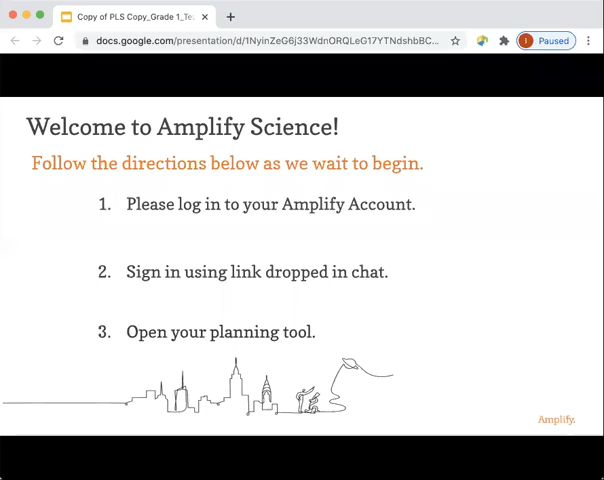 Copy of PLS Copy_Grade 1_Te
docs.google.com/presentation/d/1NyinZeG6j33WdnORQLeG17YTNdshbBC...
Paused
Welcome to Amplify Science!
Follow the directions below as we wait to begin.
1. Please log in to your Amplify Account.
2. Sign in using link dropped in chat.
3. Open your planning tool.
Amplify.